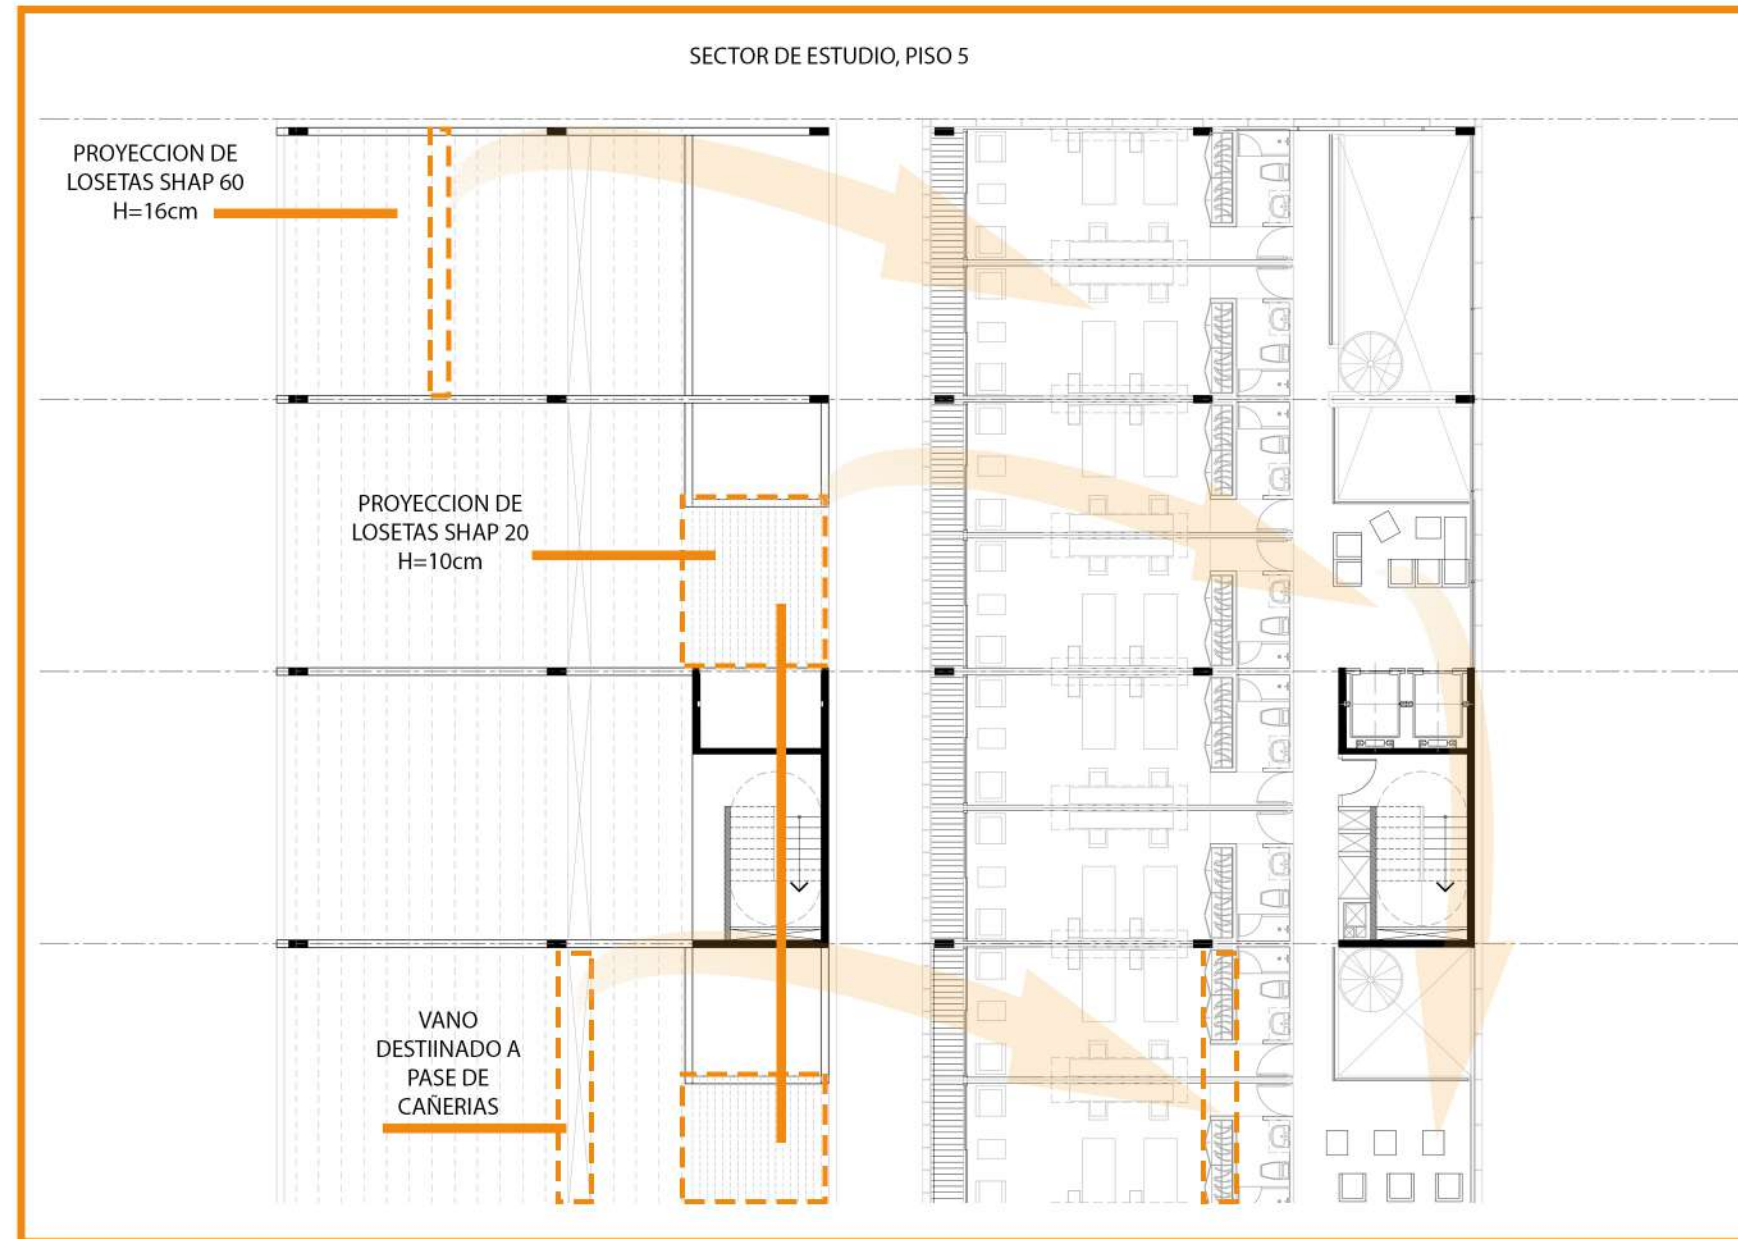 SECTOR DE ESTUDIO, PISO 5
PROYECCION DE
LOSETAS SHAP 60
H=16cm
PROYECCION DE
LOSETAS SHAP 20
H=10cm
VANO
DESTIINADO A
PASE DE
CAÑERIAS